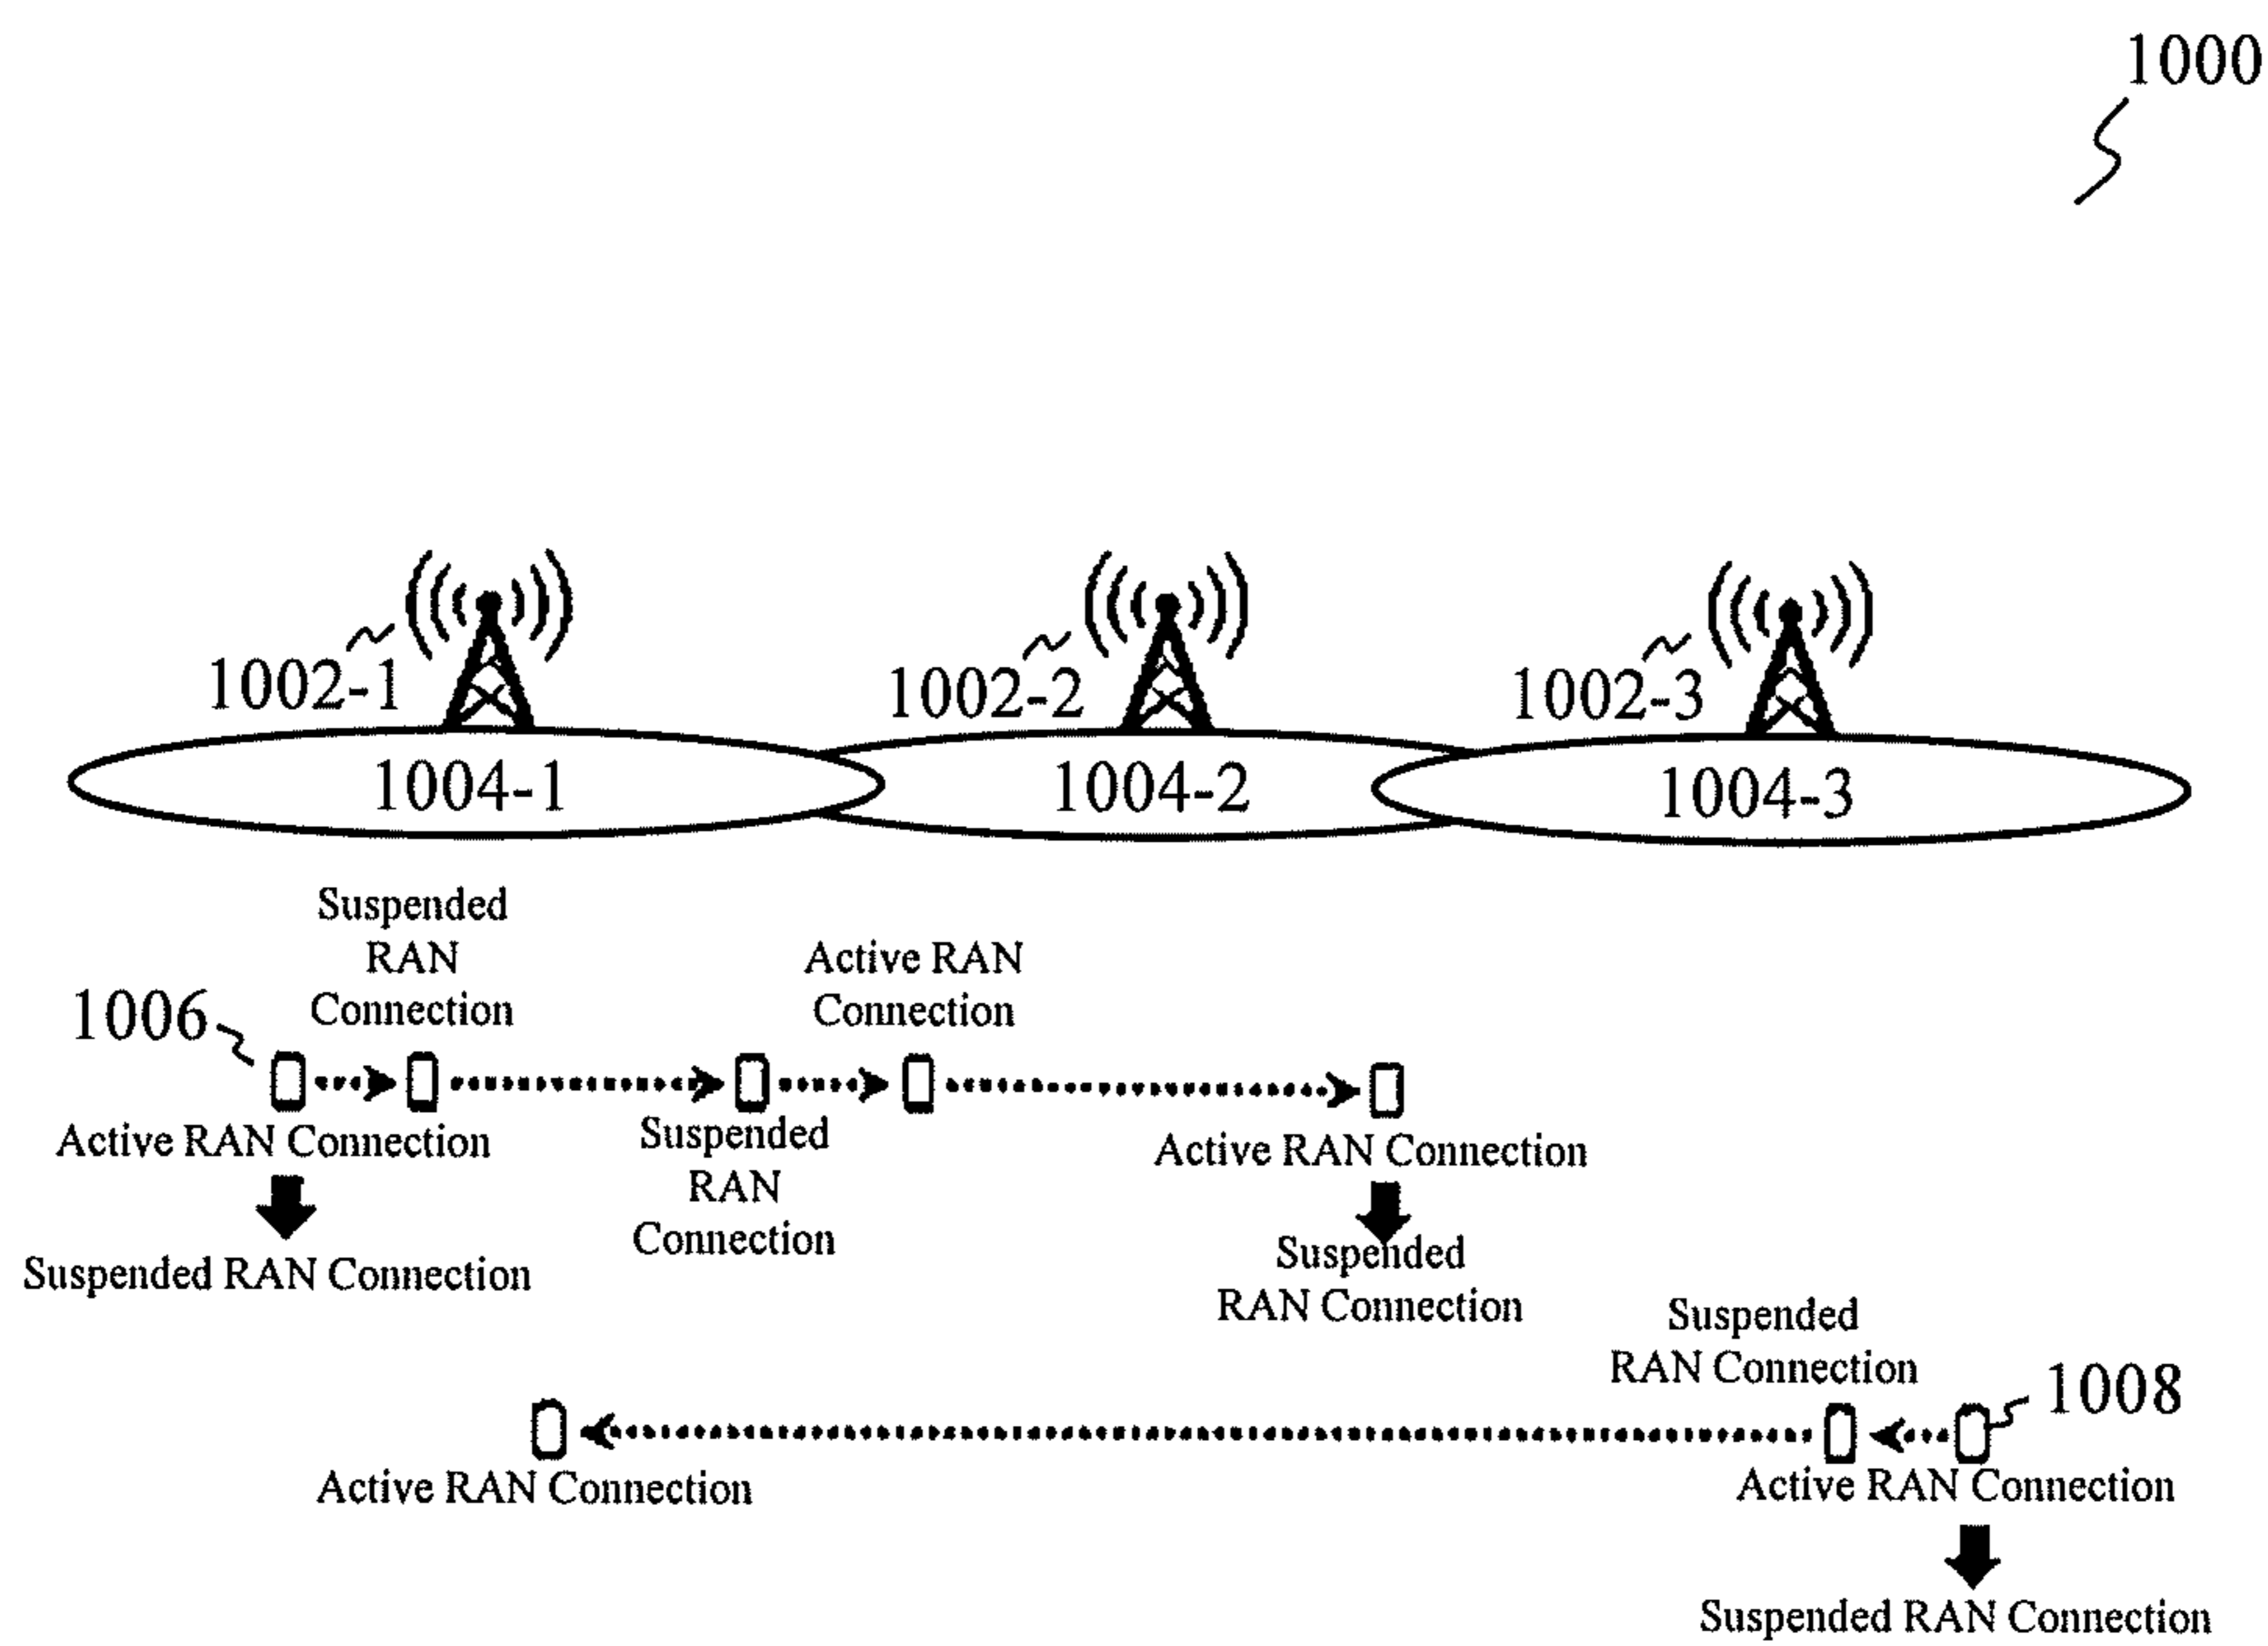 1000
1002-1
1002-2
1002-3
1004-1
1004-2
1004-3
Suspended
RAN
Connection
Active RAN
Connection
1006
Active RAN Connection
Suspended RAN Connection
Suspended
RAN
Connection
Active RAN Connection
Suspended
RAN Connection
Suspended
RAN Connection
1008
Active RAN Connection
Active RAN Connection
Suspended RAN Connection